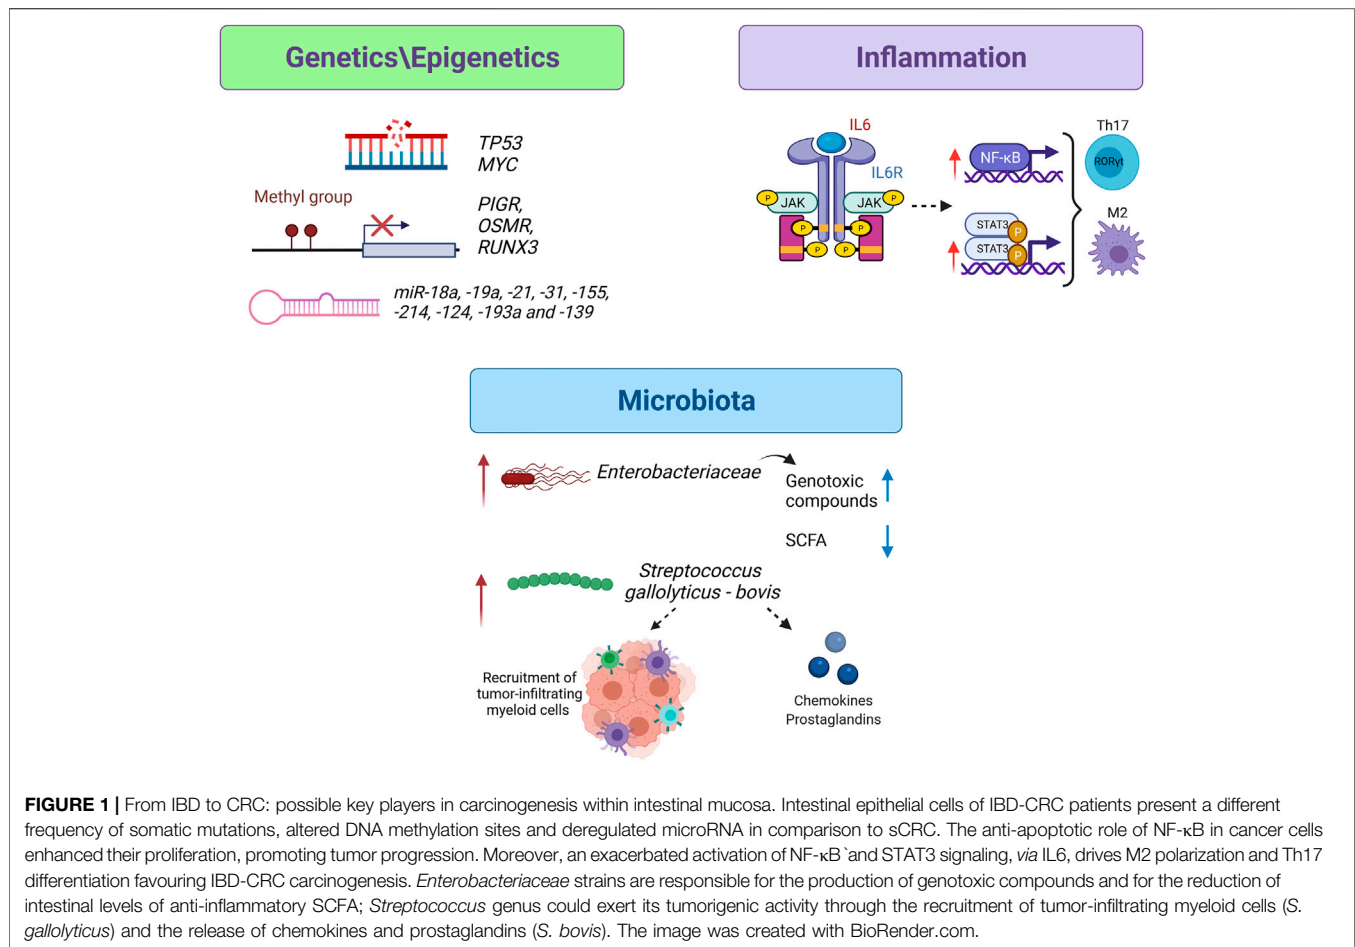 Genetics\Epigenetics
TP53
MYC
Methyl group
PIGR,
OSMR,
RUNX3
miR-18a, -19a, -21, -31, -155,
-214, -124, -193a and -139
Inflammation
IL6
IL6R
P
JAK
JAK
P
P
P
P
P
NF-κB
STAT3
P
STAT3
P
Th17
RORγt
M2
Microbiota
Enterobacteriaceae
Genotoxic
compounds
SCFA
Streptococcus
gallolyticus - bovis
Recruitment of
tumor-infiltrating
myeloid cells
Chemokines
Prostaglandins
FIGURE 1 | From IBD to CRC: possible key players in carcinogenesis within intestinal mucosa. Intestinal epithelial cells of IBD-CRC patients present a different
frequency of somatic mutations, altered DNA methylation sites and deregulated microRNA in comparison to sCRC. The anti-apoptotic role of NF-κB in cancer cells
enhanced their proliferation, promoting tumor progression. Moreover, an exacerbated activation of NF-κB`and STAT3 signaling, via IL6, drives M2 polarization and Th17
differentiation favouring IBD-CRC carcinogenesis. Enterobacteriaceae strains are responsible for the production of genotoxic compounds and for the reduction of
intestinal levels of anti-inflammatory SCFA; Streptococcus genus could exert its tumorigenic activity through the recruitment of tumor-infiltrating myeloid cells (S.
gallolyticus) and the release of chemokines and prostaglandins (S. bovis). The image was created with BioRender.com.